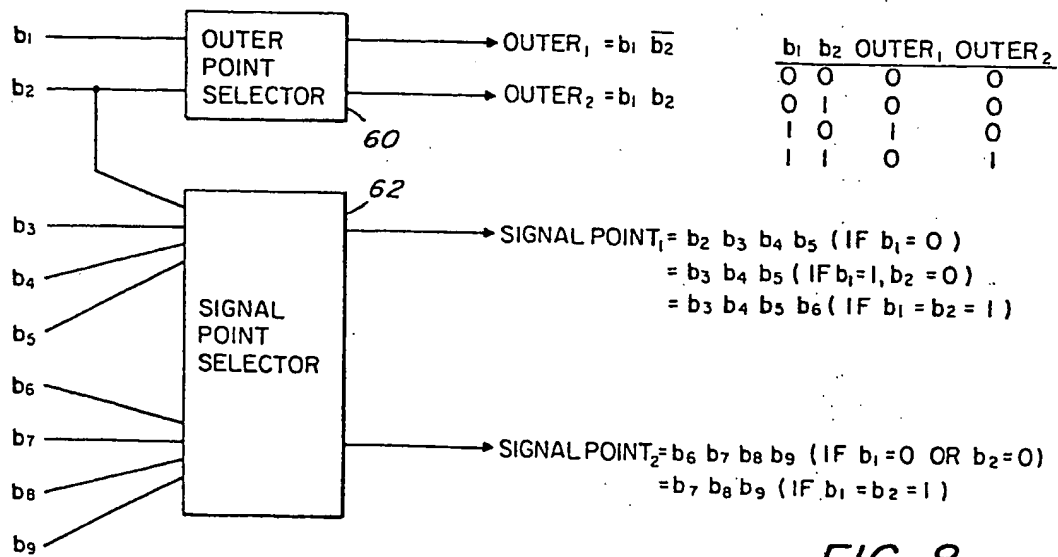 b₁
OUTER POINT SELECTOR
OUTER₁ = b₁ b̅₂
b₂
OUTER₂ = b₁ b₂
60
b₁ b₂ OUTER₁ OUTER₂
0 0 0 0
0 1 0 0
1 0 1 0
1 1 0 1
62
b₃
b₄
b₅
b₆
b₇
b₈
b₉
SIGNAL POINT SELECTOR
SIGNAL POINT₁ = b₂ b₃ b₄ b₅ (IF b₁ = 0)
= b₃ b₄ b₅ (IF b₁=1, b₂ =0)
= b₃ b₄ b₅ b₆ (IF b₁ = b₂ = 1)
SIGNAL POINT₂ = b₆ b₇ b₈ b₉ (IF b₁ =0 OR b₂=0)
=b₇ b₈ b₉ (IF b₁ =b₂ = 1)